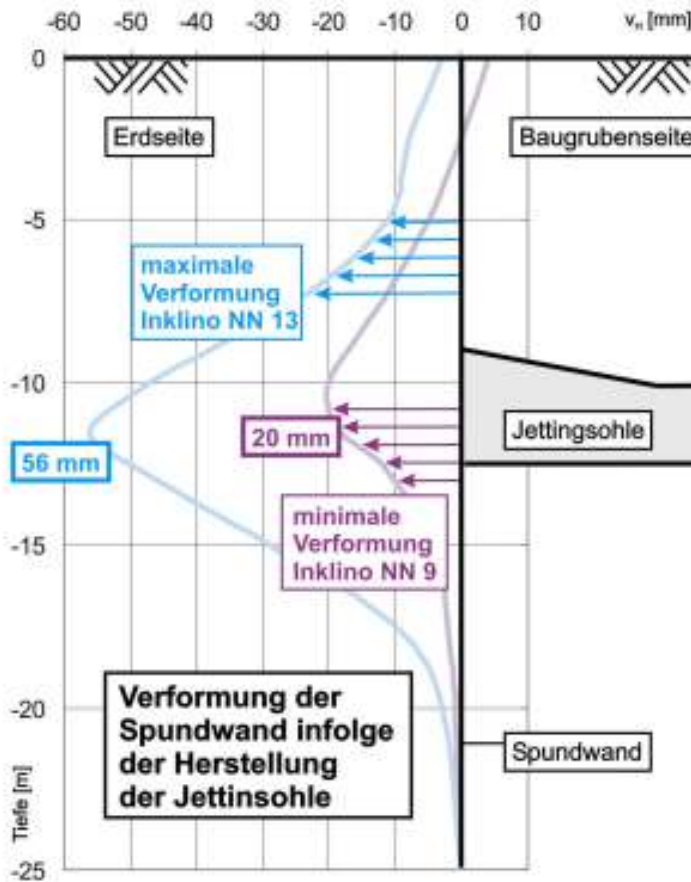 -60 -50 -40 -30 -20 -10 0 10 vₕ [mm]
0
Erdseite
Baugrubenseite
-5
maximale
Verformung
Inklino NN 13
-10
Jettingsohle
20 mm
56 mm
minimale
Verformung
Inklino NN 9
-15
Verformung der
Spundwand infolge
der Herstellung
der Jettinsohle
-20
Spundwand
Tiefe [m]
-25